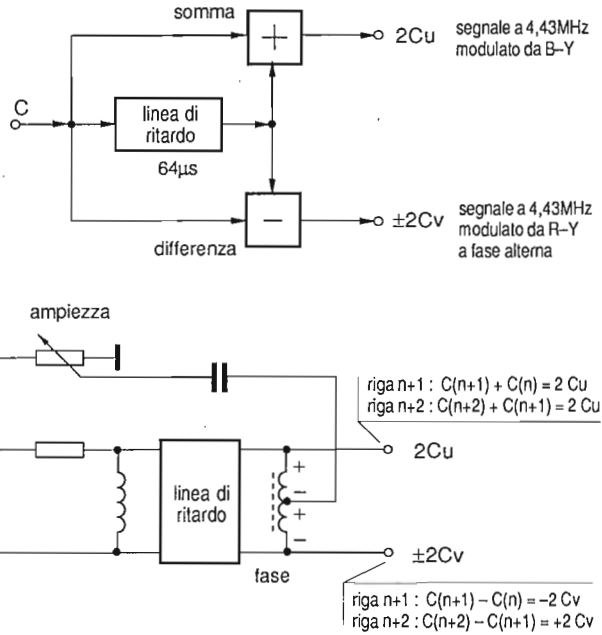 somma
+
2Cu
segnale a 4,43MHz
modulato da B–Y
C
linea di
ritardo
64µs
–
±2Cv
segnale a 4,43MHz
modulato da R–Y
a fase alterna
differenza
ampiezza
riga n+1 : C(n+1) + C(n) = 2 Cu
riga n+2 : C(n+2) + C(n+1) = 2 Cu
2Cu
linea di
ritardo
+
–
+
–
±2Cv
fase
riga n+1 : C(n+1) – C(n) = –2 Cv
riga n+2 : C(n+2) – C(n+1) = +2 Cv